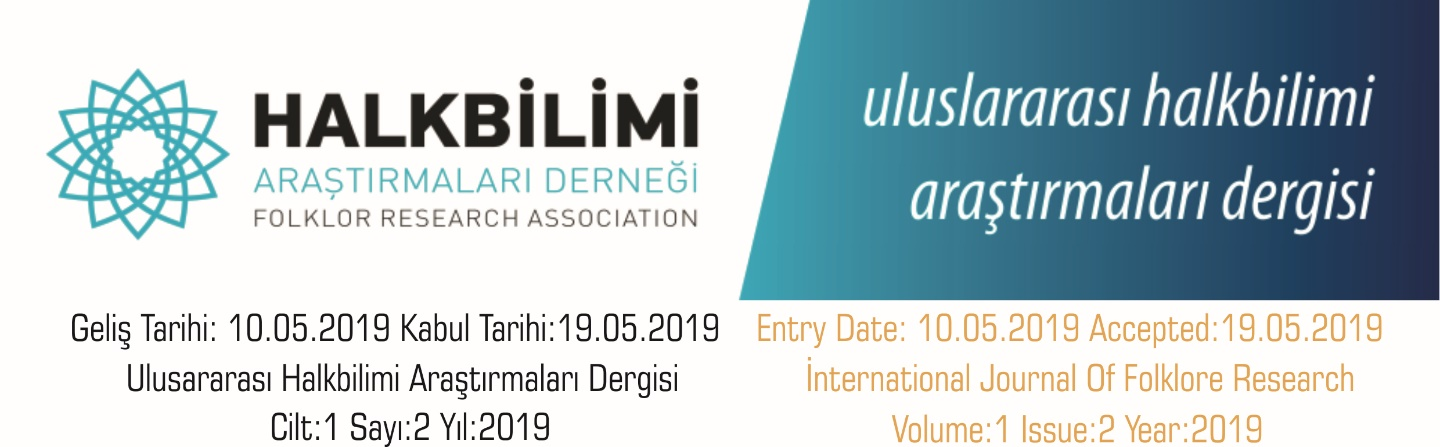 HALKBİLİMİ
ARAŞTIRMALARI DERNEĞİ
FOLKLOR RESEARCH ASSOCIATION
uluslararası halkbilimi
araştırmaları dergisi
Geliş Tarihi: 10.05.2019 Kabul Tarihi:19.05.2019
Ulusararası Halkbilimi Araştırmaları Dergisi
Cilt:1 Sayı:2 Yıl:2019
Entry Date: 10.05.2019 Accepted:19.05.2019
İnternational Journal Of Folklore Research
Volume:1 Issue:2 Year:2019